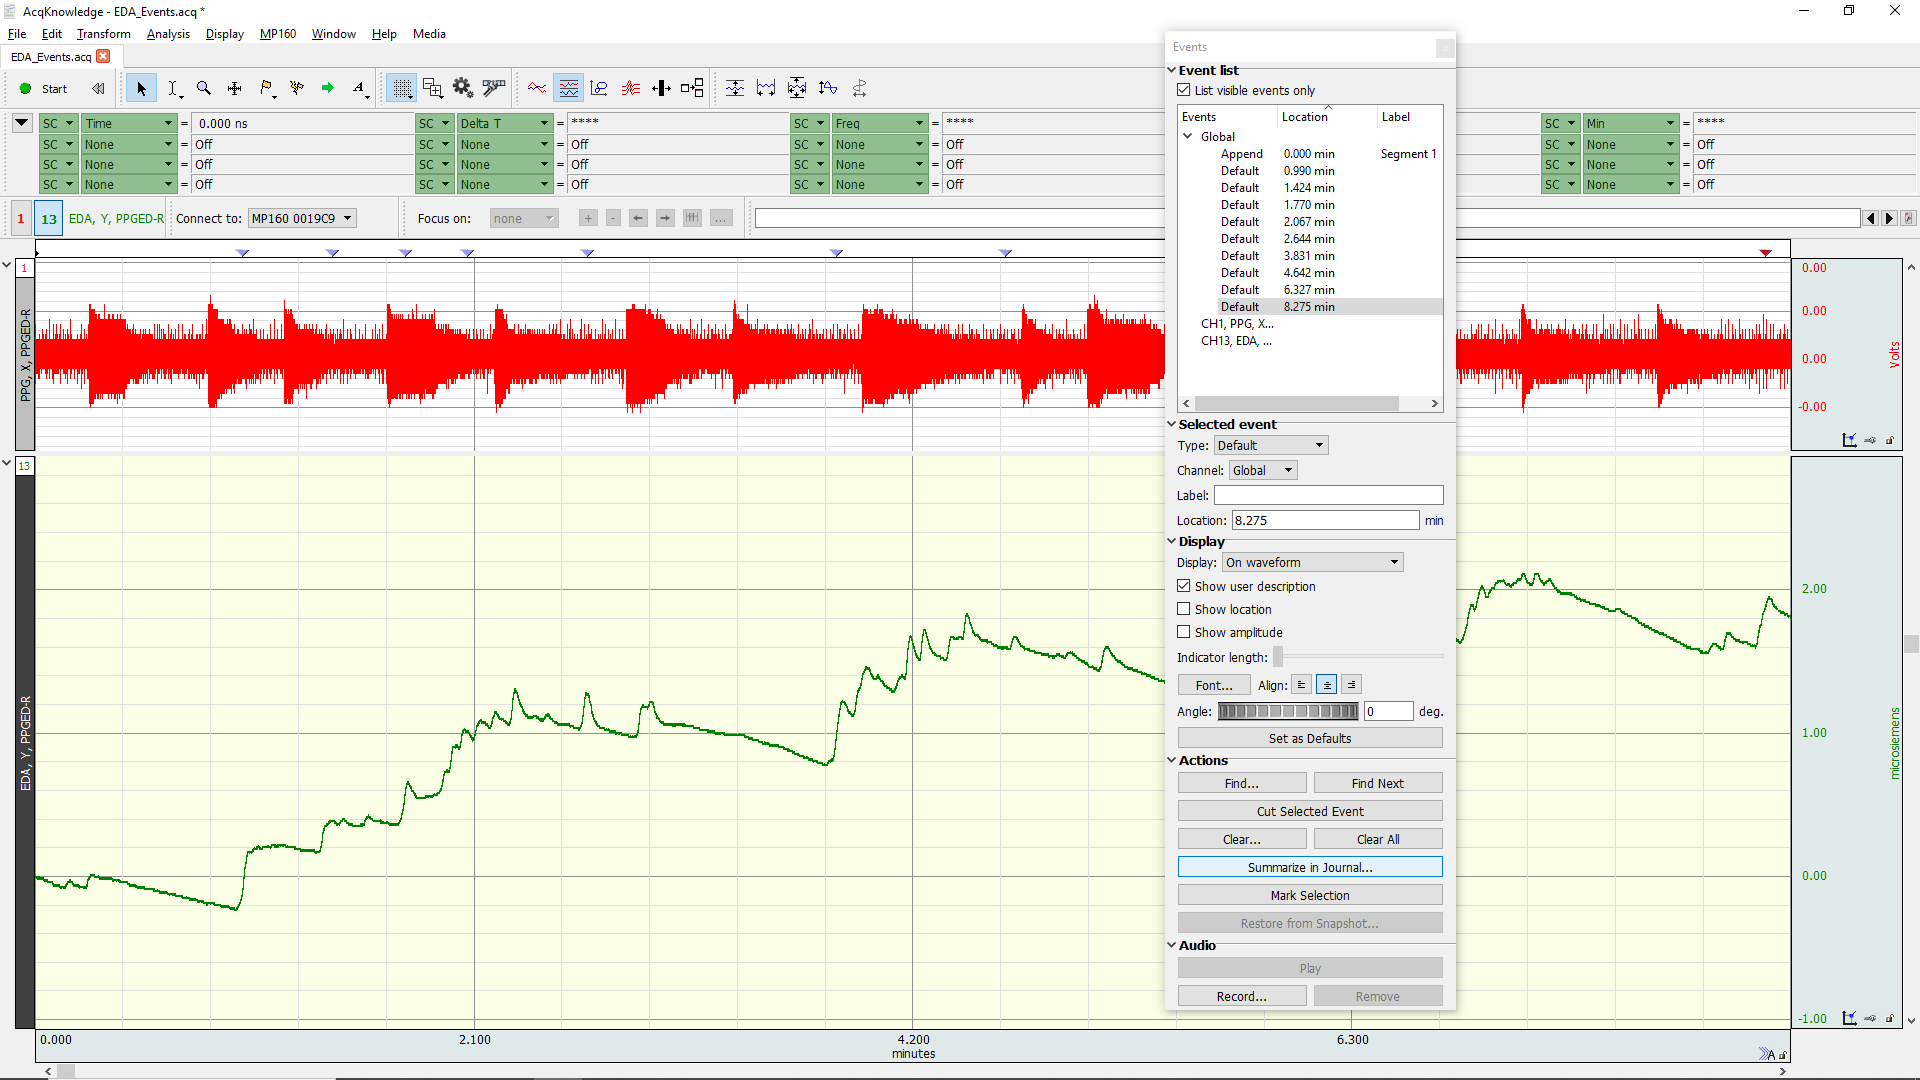 AcqKnowledge - EDA_Events.acq *
File Edit Transform Analysis Display MP160 Window Help Media
EDA_Events.acq
Start
SC Time = 0.000 ns SC Delta T = **** SC Freq = **** SC Min = ****
SC None = Off SC None = Off SC None = Off SC None = Off
SC None = Off SC None = Off SC None = Off SC None = Off
SC None = Off SC None = Off SC None = Off SC None = Off
1 13 EDA, Y, PPGED-R Connect to: MP160 0019C9 Focus on: none + - ...
1
PPG, X, PPGED-R
0.00
0.00
0.00
-0.00
Volts
13
EDA, Y, PPGED-R
2.00
1.00
0.00
-1.00
microsiemens
0.000 2.100 4.200 6.300
minutes
A
Events
Event list
List visible events only
Events Location Label
Global
Append 0.000 min Segment 1
Default 0.990 min
Default 1.424 min
Default 1.770 min
Default 2.067 min
Default 2.644 min
Default 3.831 min
Default 4.642 min
Default 6.327 min
Default 8.275 min
CH1, PPG, X...
CH13, EDA, ...
Selected event
Type: Default
Channel: Global
Label:
Location: 8.275 min
Display
Display: On waveform
Show user description
Show location
Show amplitude
Indicator length:
Font... Align:
Angle: 0 deg.
Set as Defaults
Actions
Find... Find Next
Cut Selected Event
Clear... Clear All
Summarize in Journal...
Mark Selection
Restore from Snapshot...
Audio
Play
Record... Remove